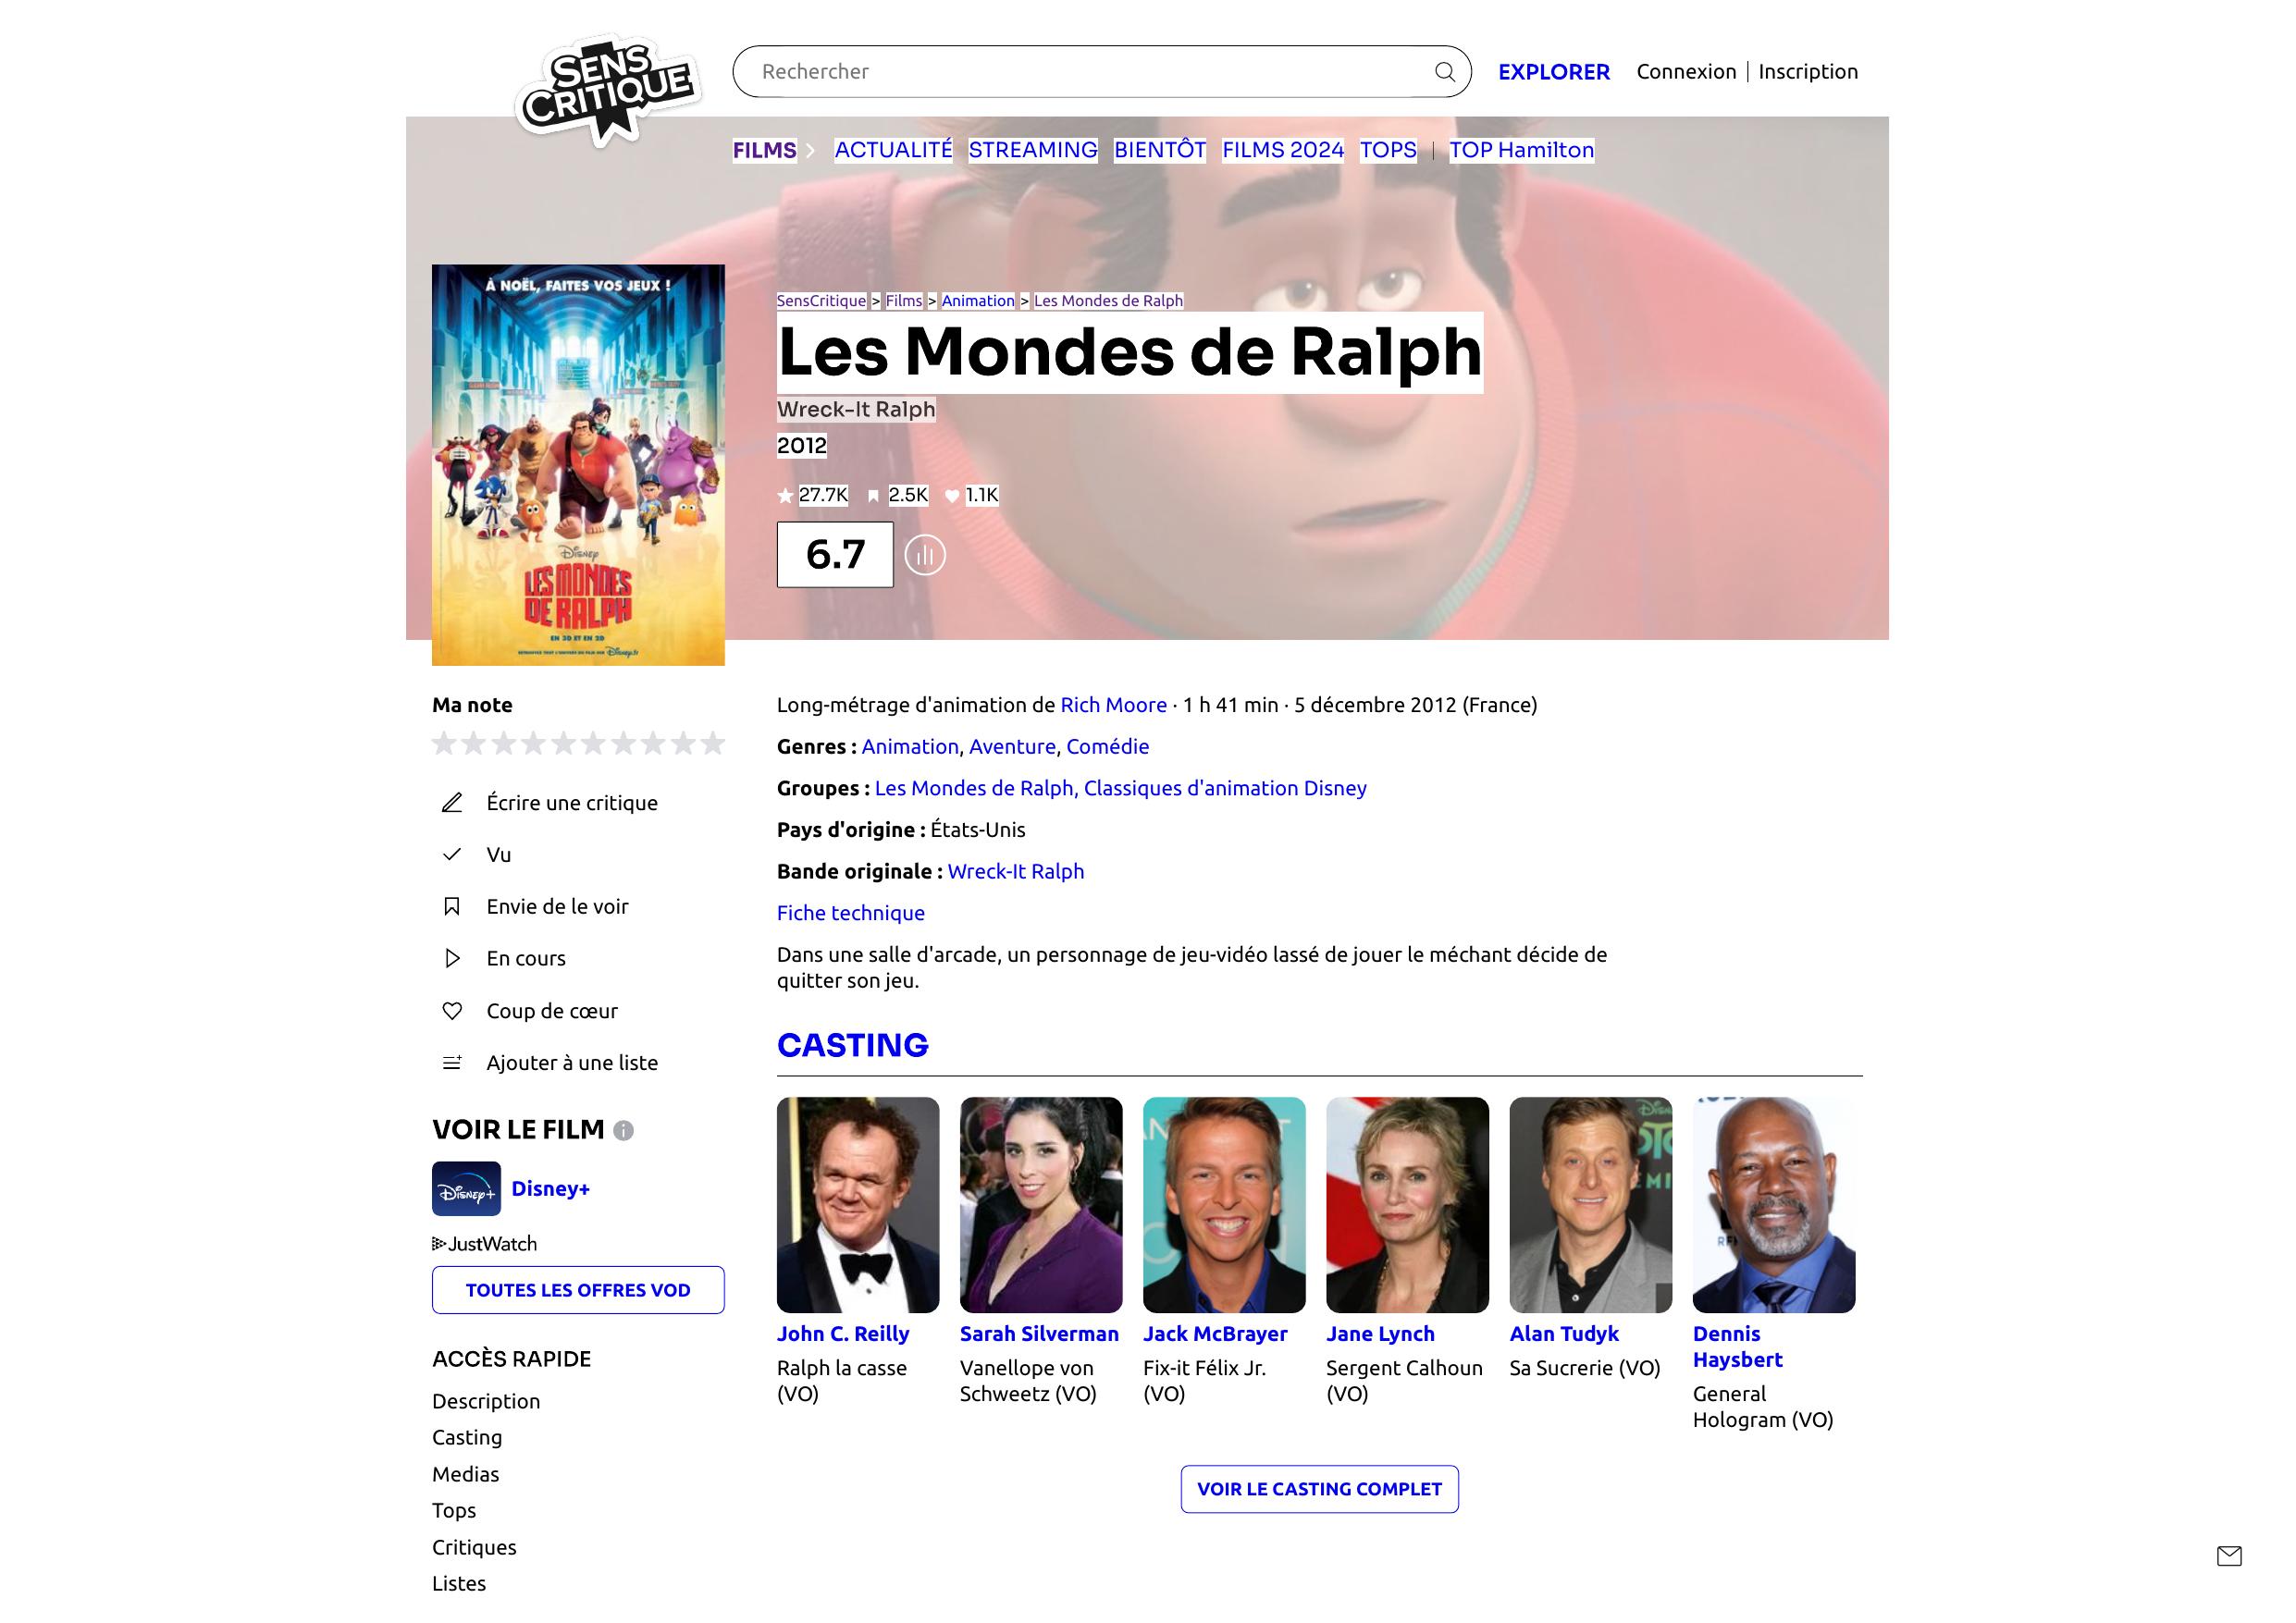 SENS
CRITIQUE
Rechercher
EXPLORER
Connexion
Inscription
FILMS
ACTUALITÉ
STREAMING
BIENTÔT
FILMS 2024
TOPS
TOP Hamilton
À NOËL, FAITES VOS JEUX !
Disney
LES MONDES
DE RALPH
EN 3D ET EN 2D
SensCritique > Films > Animation > Les Mondes de Ralph
Les Mondes de Ralph
Wreck-It Ralph
2012
27.7K
2.5K
1.1K
6.7
Ma note
Écrire une critique
Vu
Envie de le voir
En cours
Coup de cœur
Ajouter à une liste
VOIR LE FILM
Disney+
Disney+
JustWatch
TOUTES LES OFFRES VOD
ACCÈS RAPIDE
Description
Casting
Medias
Tops
Critiques
Listes
Long-métrage d'animation de Rich Moore · 1 h 41 min · 5 décembre 2012 (France)
Genres : Animation, Aventure, Comédie
Groupes : Les Mondes de Ralph, Classiques d'animation Disney
Pays d'origine : États-Unis
Bande originale : Wreck-It Ralph
Fiche technique
Dans une salle d'arcade, un personnage de jeu-vidéo lassé de jouer le méchant décide de
quitter son jeu.
CASTING
John C. Reilly
Ralph la casse
(VO)
Sarah Silverman
Vanellope von
Schweetz (VO)
Jack McBrayer
Fix-it Félix Jr.
(VO)
Jane Lynch
Sergent Calhoun
(VO)
Alan Tudyk
Sa Sucrerie (VO)
Dennis
Haysbert
General
Hologram (VO)
VOIR LE CASTING COMPLET